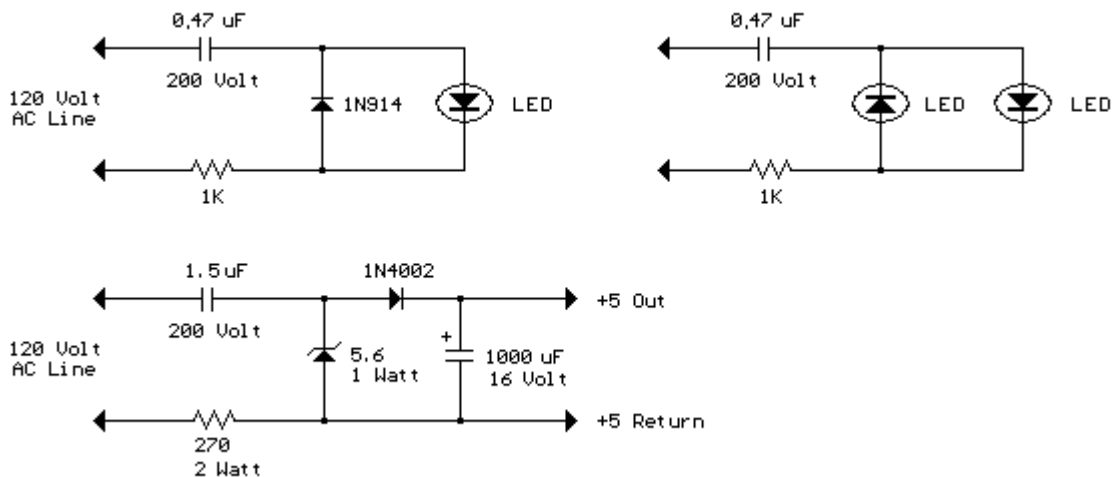 0.47 uF
200 Volt
120 Volt
AC Line
1N914
LED
1K
0.47 uF
200 Volt
LED
LED
1K
1.5uF
200 Volt
1N4002
+5 Out
120 Volt
AC Line
5.6
1 Watt
+
1000 uF
16 Volt
270
2 Watt
+5 Return